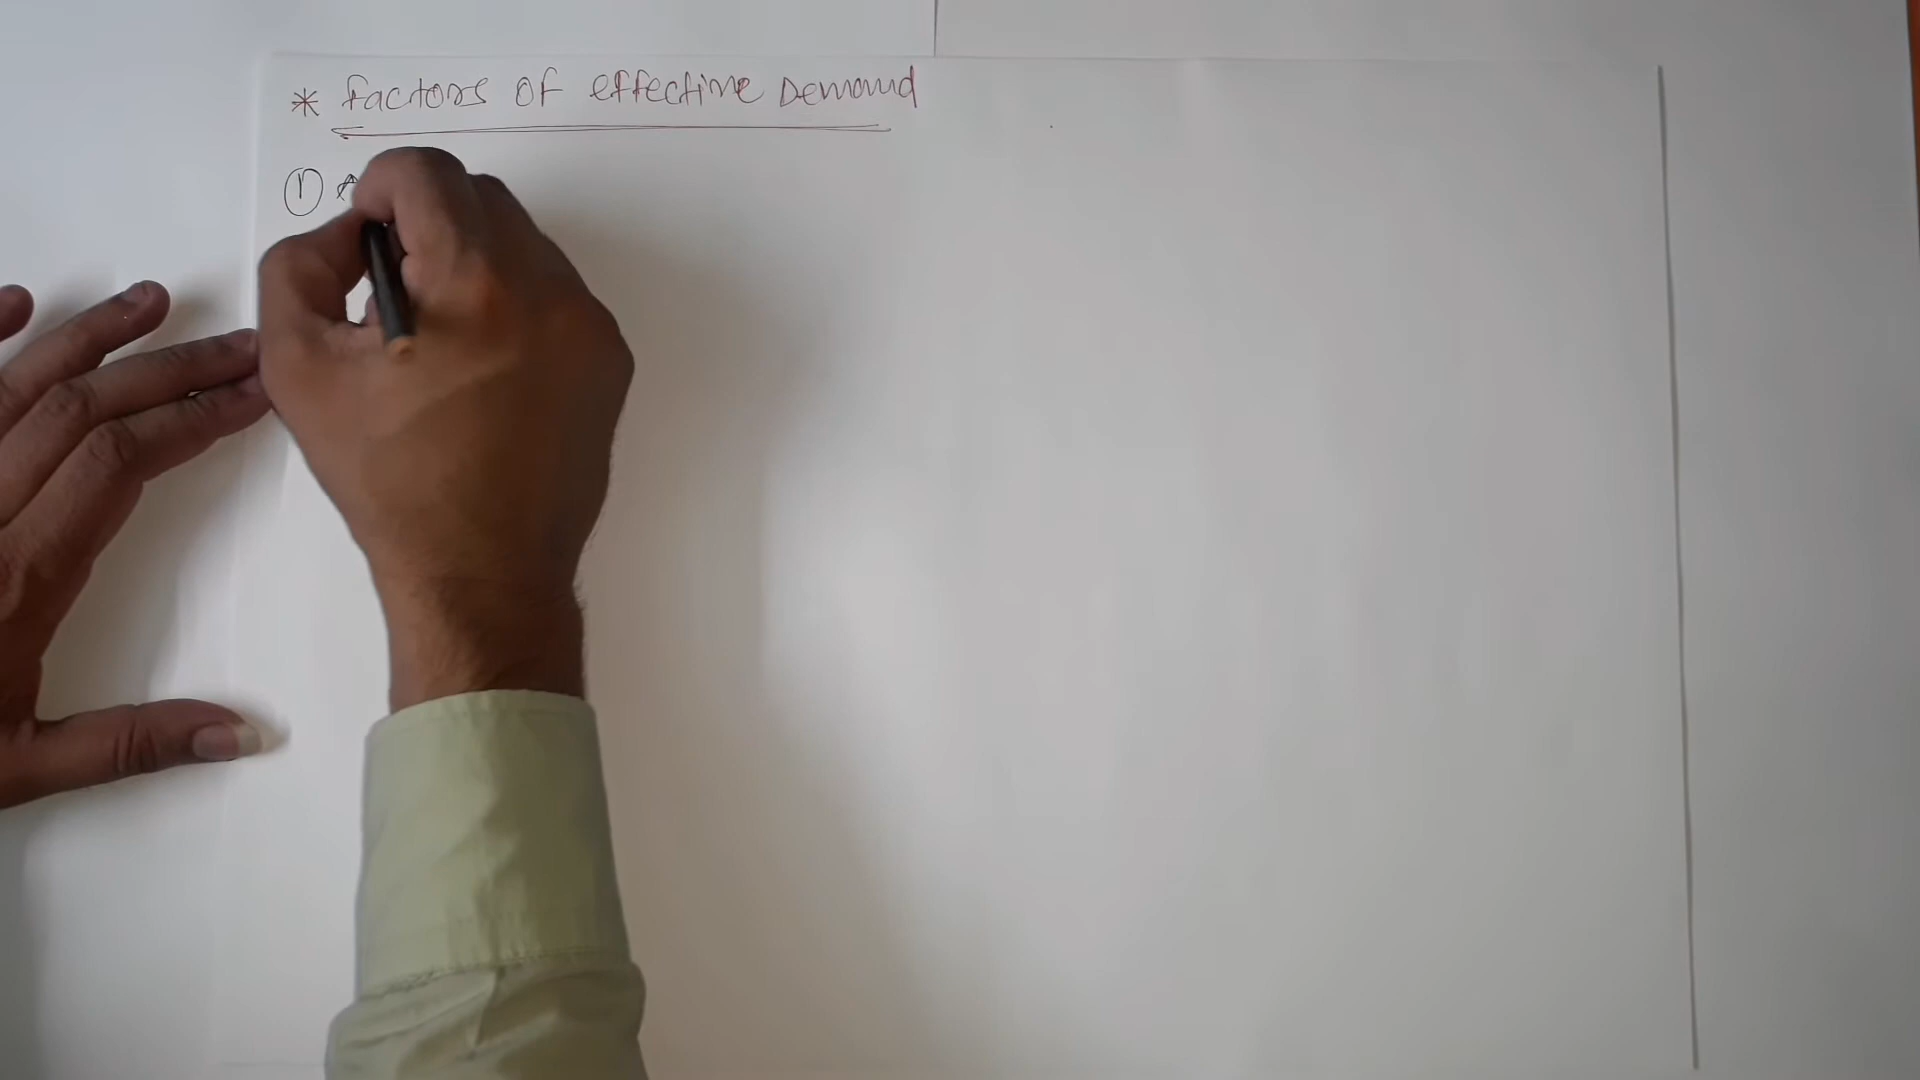 * factors of effective Demand
① A